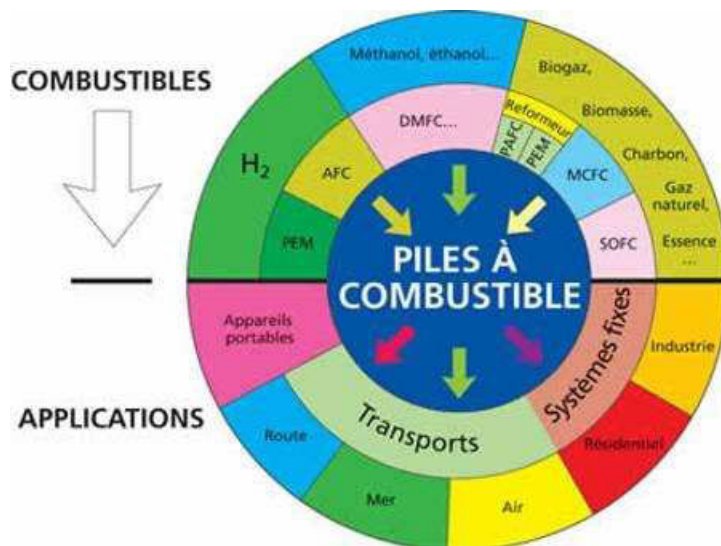 COMBUSTIBLES
Méthanol, éthanol...
Biogaz,
Biomasse,
Charbon,
Gaz
naturel,
Essence
...
H₂
AFC
PEM
DMFC...
Reformeur
PAFC
PEM
MCFC
SOFC
PILES À
COMBUSTIBLE
APPLICATIONS
Appareils
portables
Transports
Systèmes fixes
Route
Mer
Air
Résidentiel
Industrie